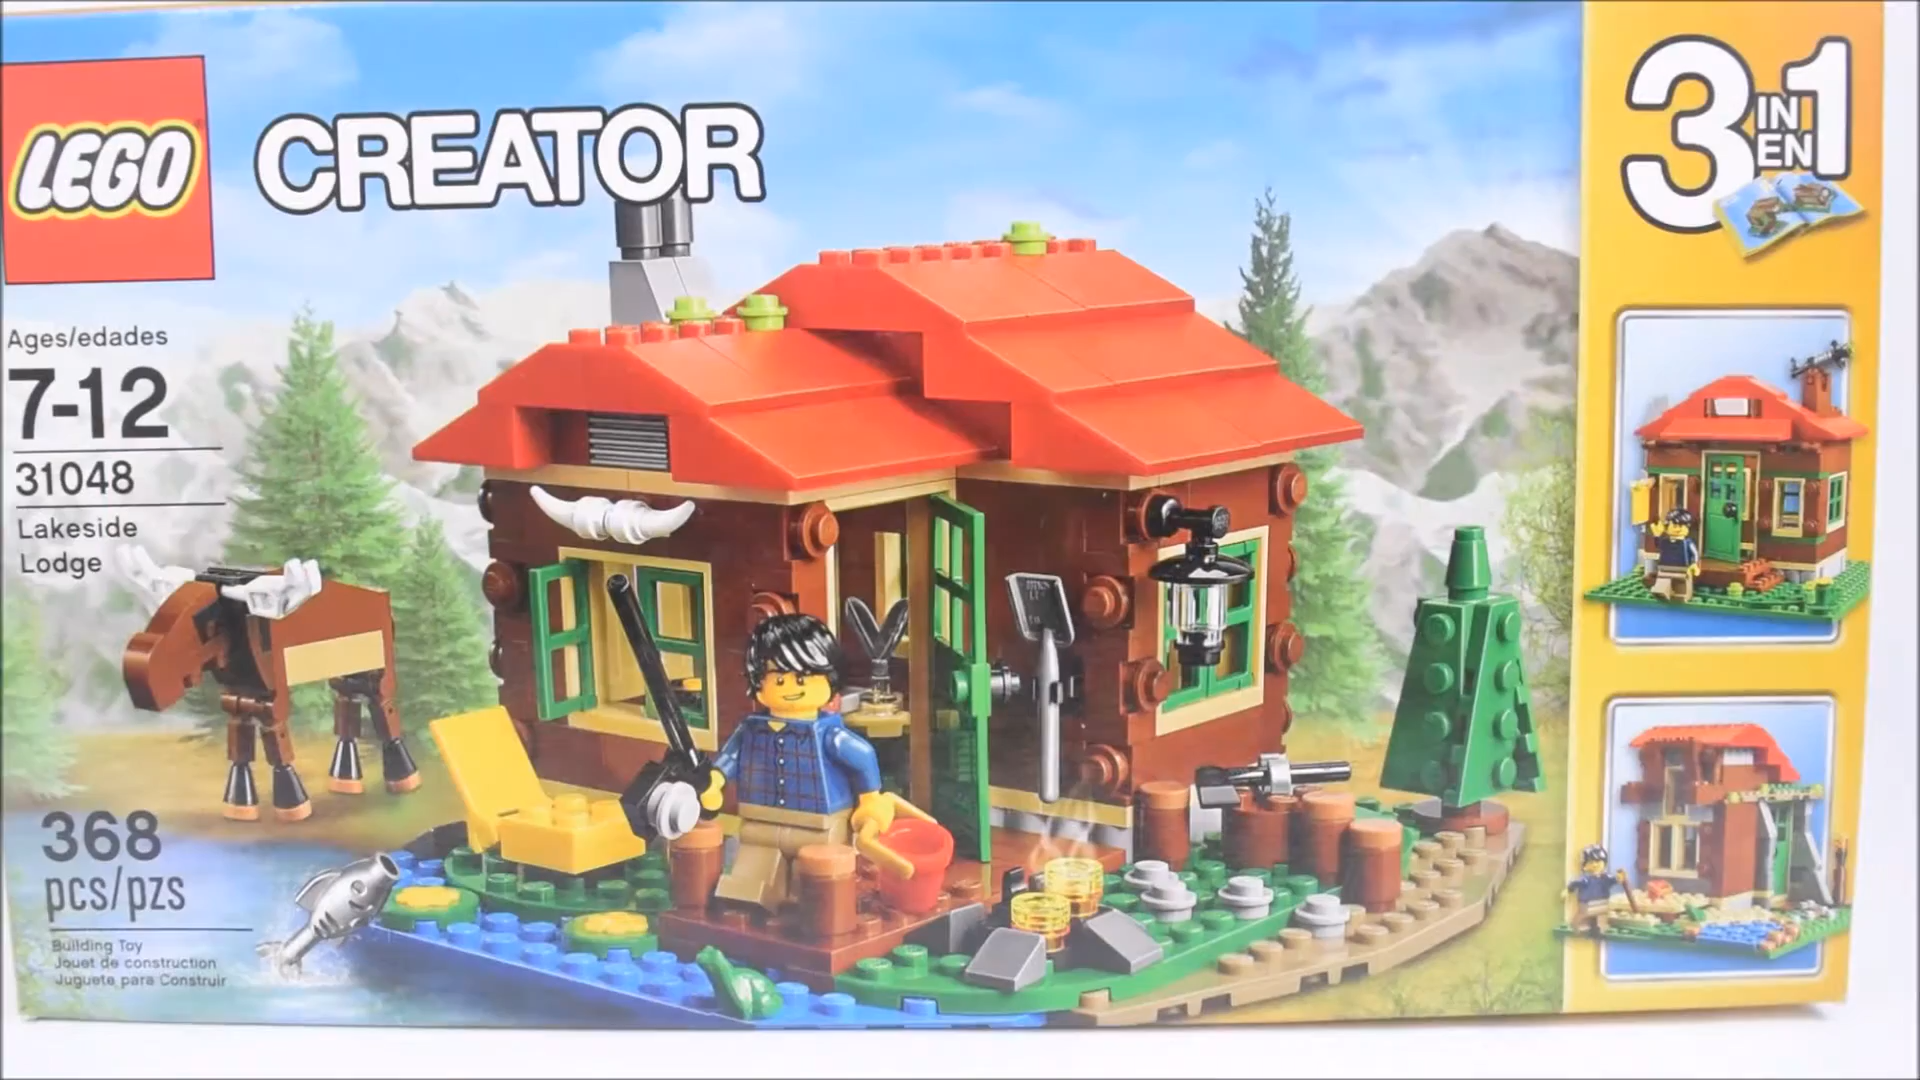 LEGO
CREATOR
Ages/edades
7-12
31048
Lakeside
Lodge
368
pcs/pzs
Building Toy
Jouet de construction
Juguete para Construir
3 IN 1
EN